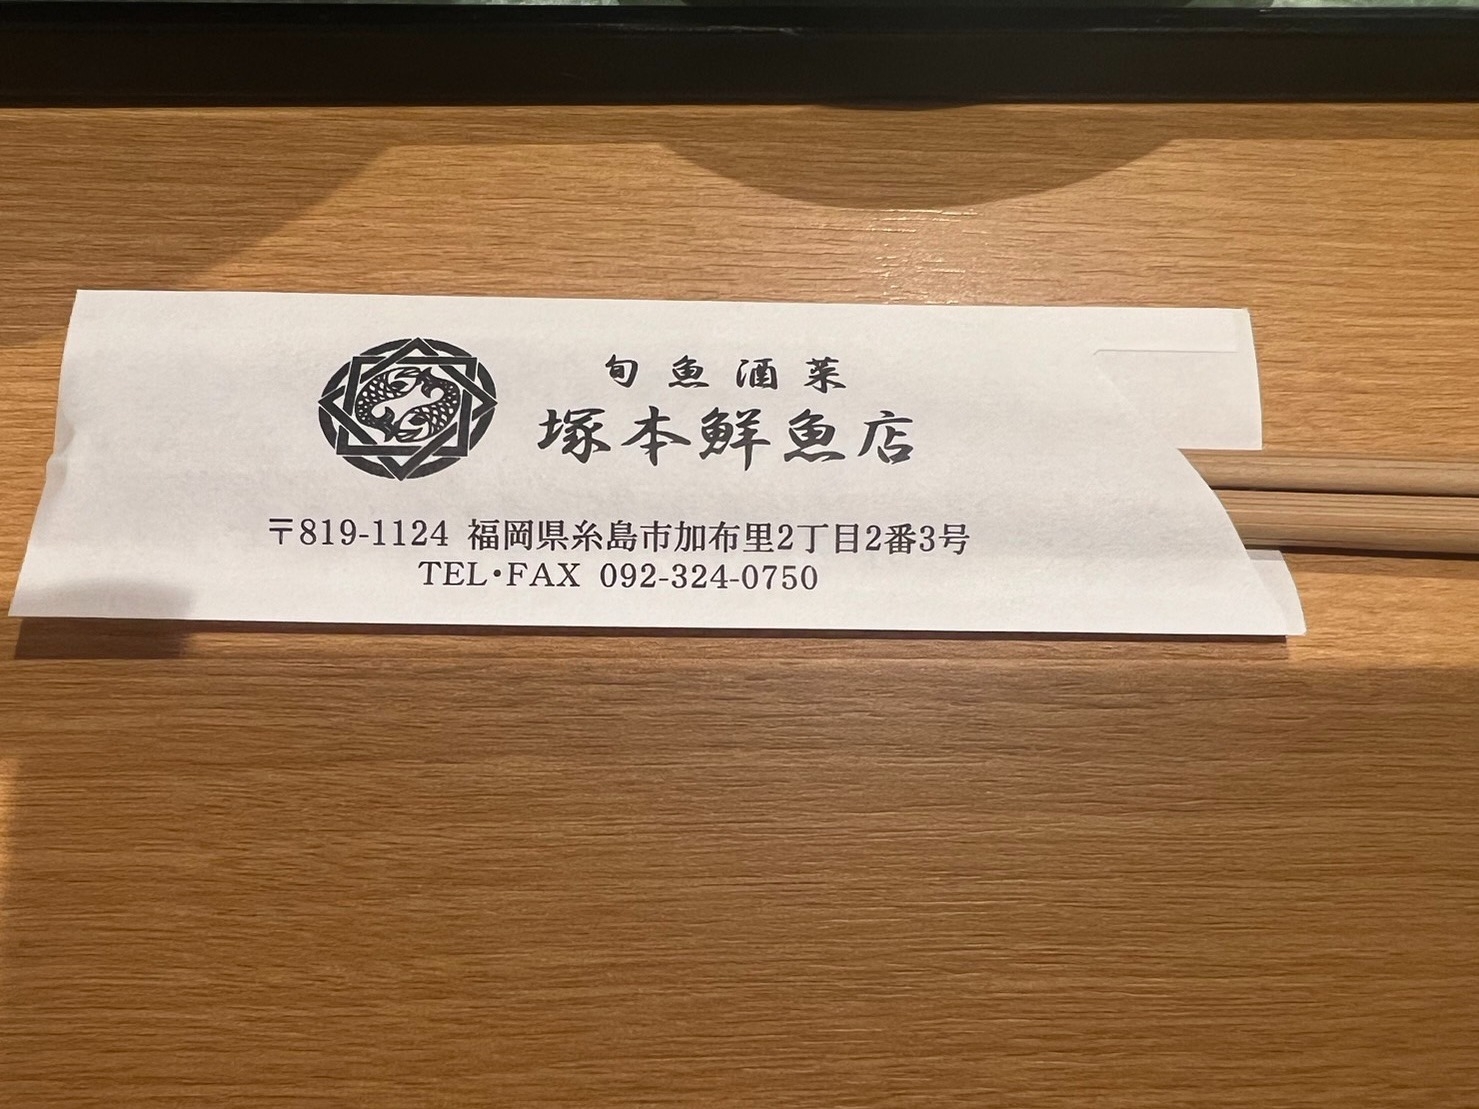 旬魚酒菜
塚本鮮魚店
〒819-1124 福岡県糸島市加布里2丁目2番3号
TEL・FAX 092-324-0750